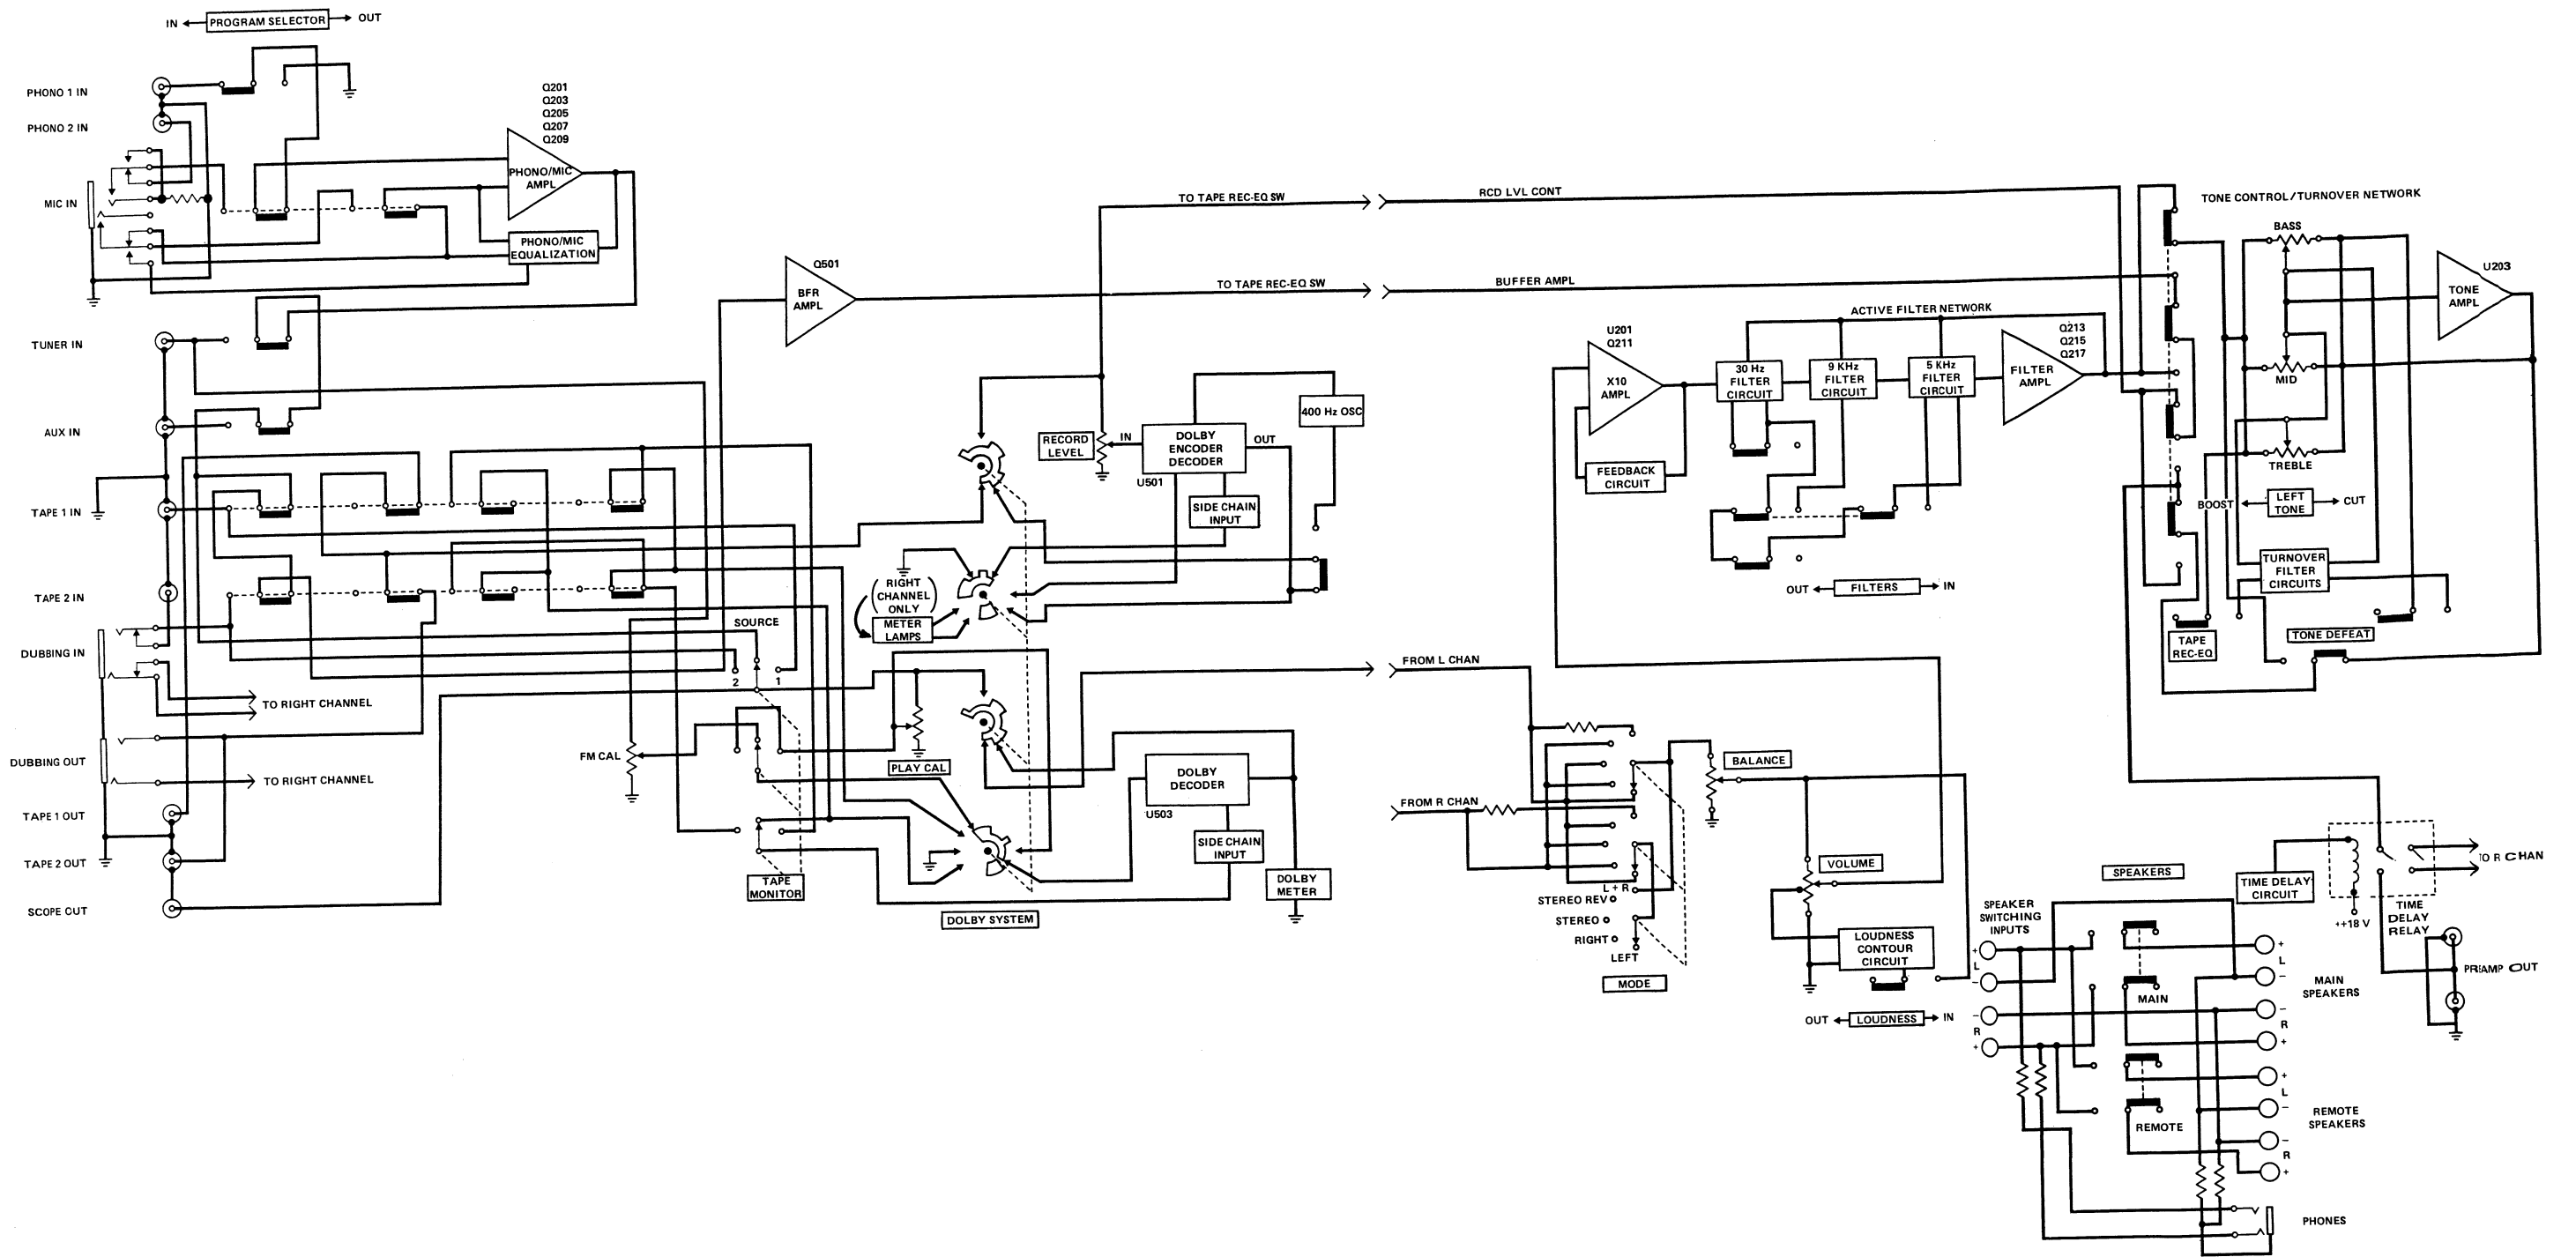 IN PROGRAM SELECTOR OUT
PHONO 1 IN
PHONO 2 IN
MIC IN
Q201
Q203
Q205
Q207
Q209
PHONO/MIC
AMPL
PHONO/MIC
EQUALIZATION
TUNER IN
AUX IN
TAPE 1 IN
TAPE 2 IN
DUBBING IN
TO RIGHT CHANNEL
DUBBING OUT
TO RIGHT CHANNEL
TAPE 1 OUT
TAPE 2 OUT
SCOPE OUT
Q501
BFR
AMPL
SOURCE
2
1
FM CAL
TAPE
MONITOR
PLAY CAL
DOLBY SYSTEM
(RIGHT
CHANNEL
ONLY)
METER
LAMPS
RECORD
LEVEL
IN
DOLBY
ENCODER
DECODER
U501
OUT
400 Hz OSC
SIDE CHAIN
INPUT
DOLBY
DECODER
U503
SIDE CHAIN
INPUT
DOLBY
METER
TO TAPE REC-EQ SW
RCD LVL CONT
TO TAPE REC-EQ SW
BUFFER AMPL
FROM L CHAN
FROM R CHAN
L + R
STEREO REV
STEREO
RIGHT
LEFT
MODE
BALANCE
VOLUME
LOUDNESS
CONTOUR
CIRCUIT
OUT LOUDNESS IN
U201
Q211
X10
AMPL
FEEDBACK
CIRCUIT
ACTIVE FILTER NETWORK
30 Hz
FILTER
CIRCUIT
9 KHz
FILTER
CIRCUIT
5 KHz
FILTER
CIRCUIT
Q213
Q215
Q217
FILTER
AMPL
OUT FILTERS IN
TONE CONTROL/TURNOVER NETWORK
BASS
MID
TREBLE
U203
TONE
AMPL
BOOST LEFT
TONE CUT
TURNOVER
FILTER
CIRCUITS
TAPE
REC-EQ
TONE DEFEAT
SPEAKERS
TIME DELAY
CIRCUIT
++18 V
TIME
DELAY
RELAY
TO R CHAN
PREAMP OUT
SPEAKER
SWITCHING
INPUTS
+
L
−
−
R
+
MAIN
REMOTE
+
L
−
MAIN
SPEAKERS
−
R
+
+
L
−
REMOTE
SPEAKERS
−
R
+
PHONES